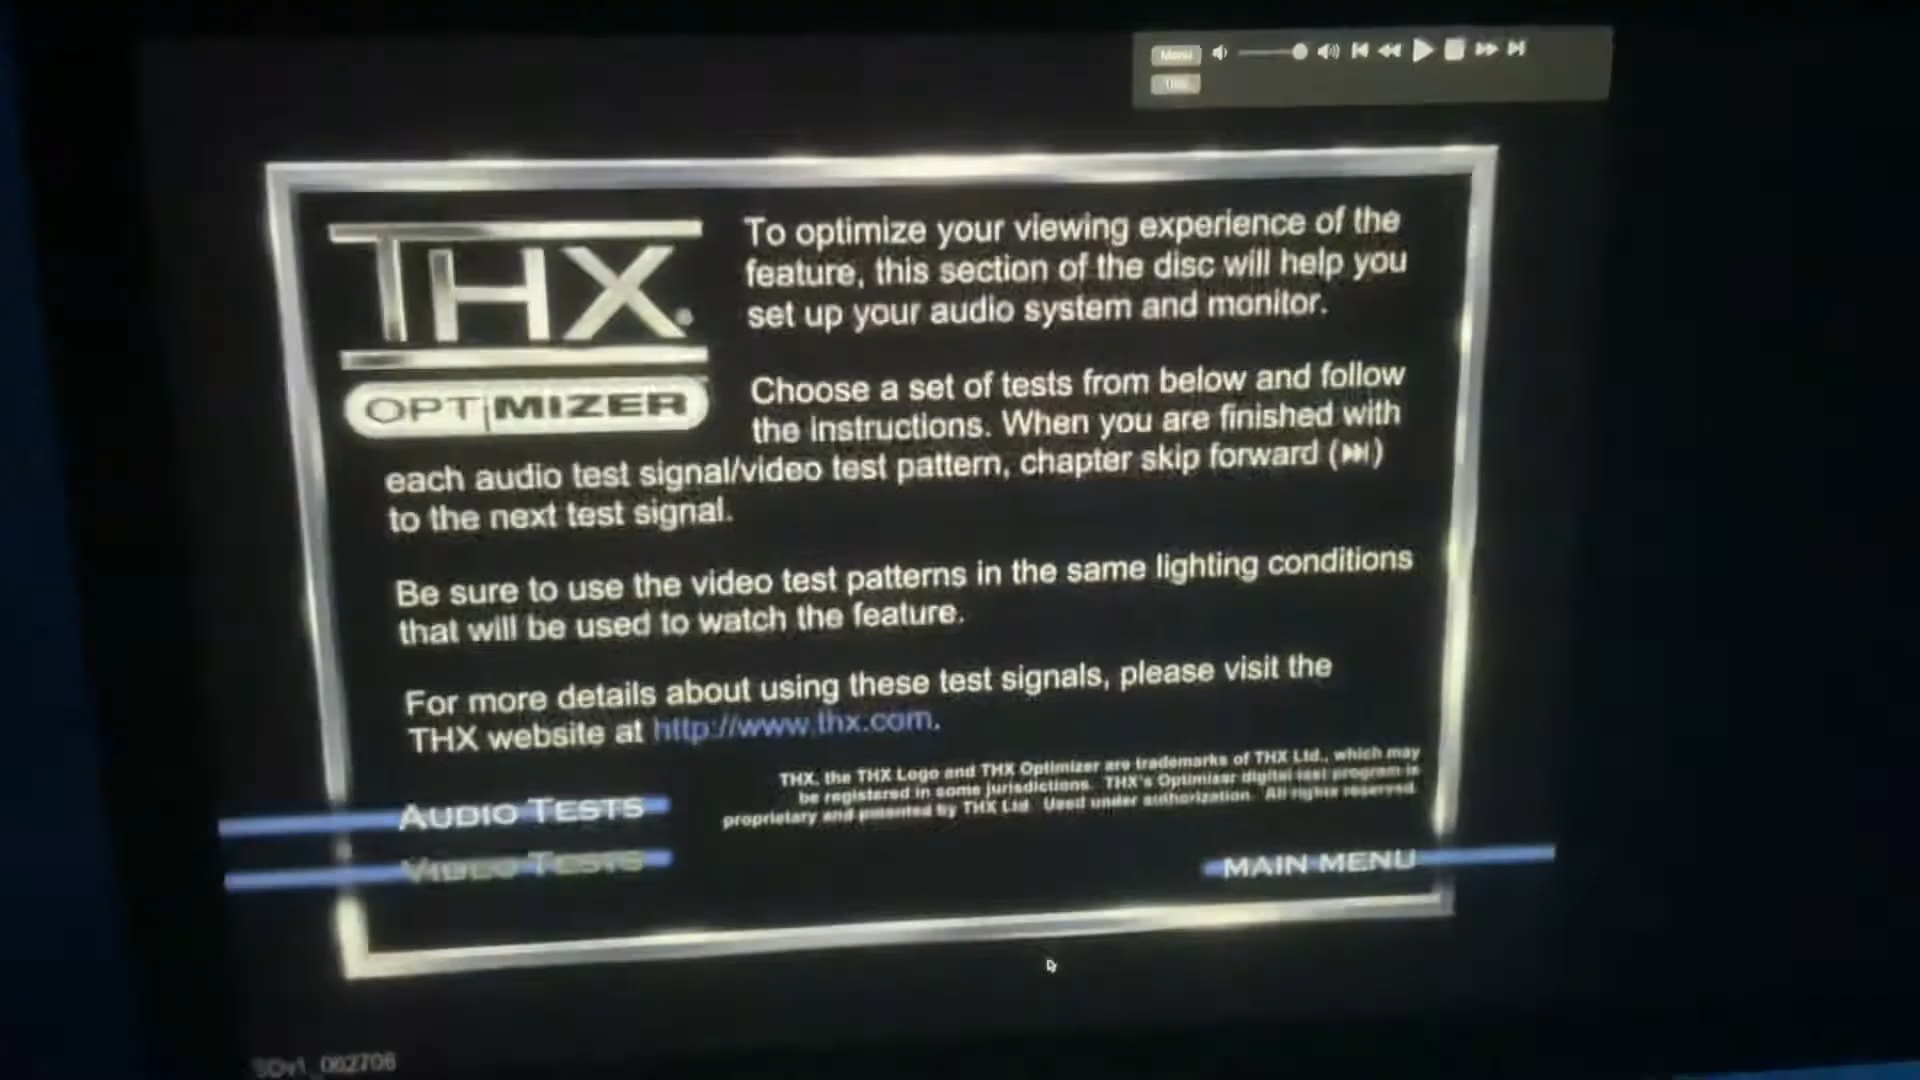 Menu
Title
THX
OPTIMIZER
To optimize your viewing experience of the
feature, this section of the disc will help you
set up your audio system and monitor.
Choose a set of tests from below and follow
the instructions. When you are finished with
each audio test signal/video test pattern, chapter skip forward (⏭)
to the next test signal.
Be sure to use the video test patterns in the same lighting conditions
that will be used to watch the feature.
For more details about using these test signals, please visit the
THX website at http://www.thx.com.
THX, the THX Logo and THX Optimizer are trademarks of THX Ltd., which may
be registered in some jurisdictions. THX's Optimizer digital test program is
proprietary and patented by THX Ltd. Used under authorization. All rights reserved.
AUDIO TESTS
VIDEO TESTS
MAIN MENU
SDv1_062706